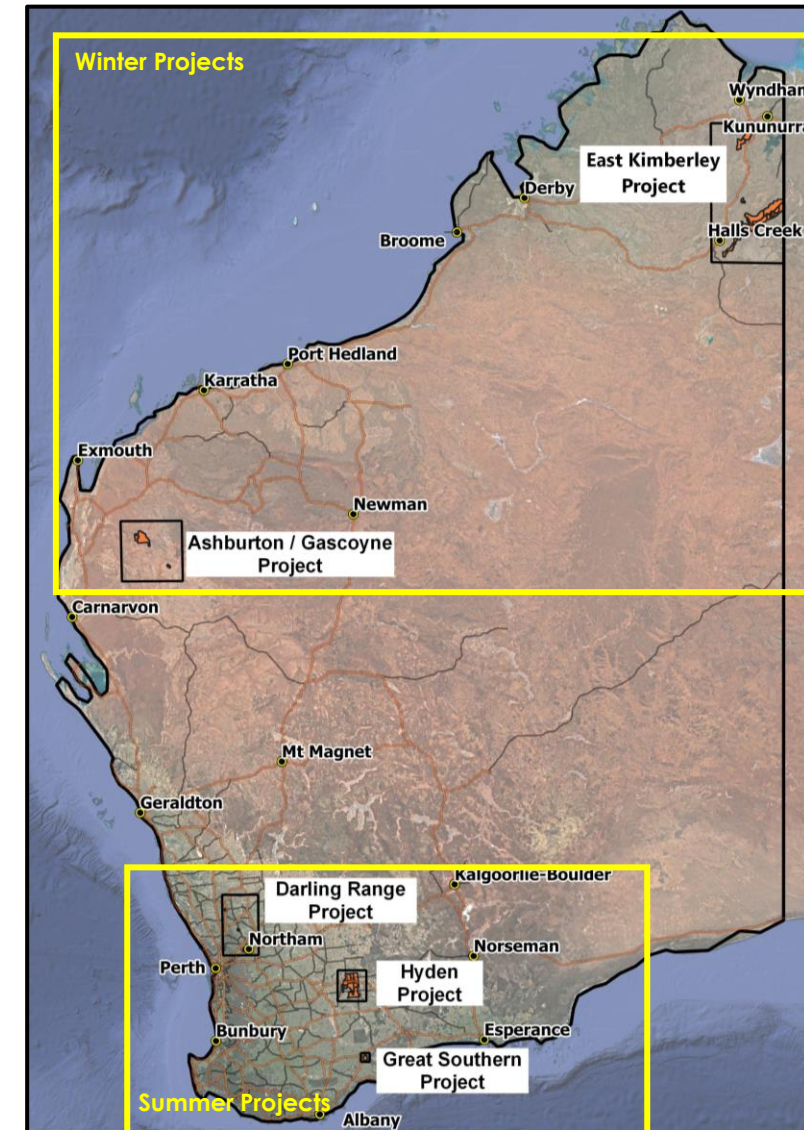 Winter Projects
Wyndham
Kununurra
East Kimberley
Project
Derby
Broome
Halls Creek
Port Hedland
Karratha
Exmouth
Newman
Ashburton / Gascoyne
Project
Carnarvon
Mt Magnet
Geraldton
Kalgoorlie-Boulder
Darling Range
Project
Northam
Norseman
Perth
Hyden
Project
Bunbury
Esperance
Great Southern
Project
Summer Projects
Albany